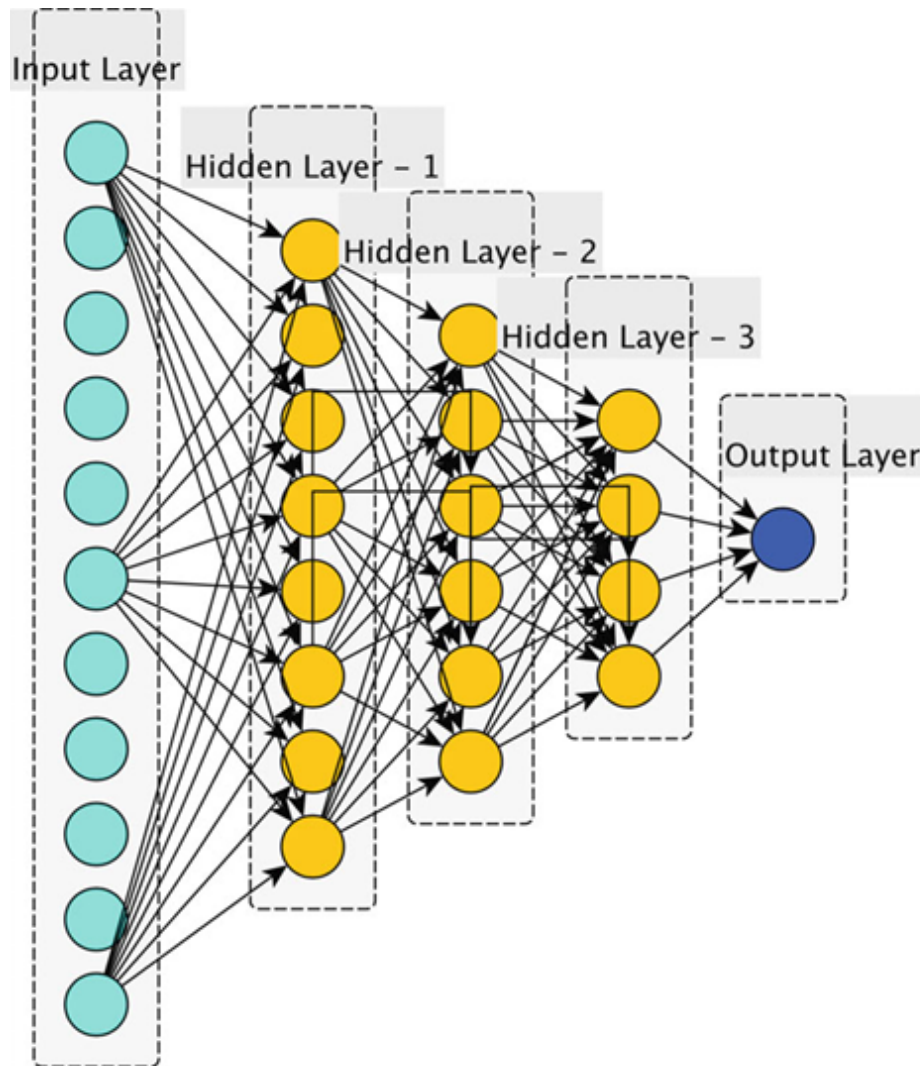 Input Layer
Hidden Layer – 1
Hidden Layer – 2
Hidden Layer – 3
Output Layer